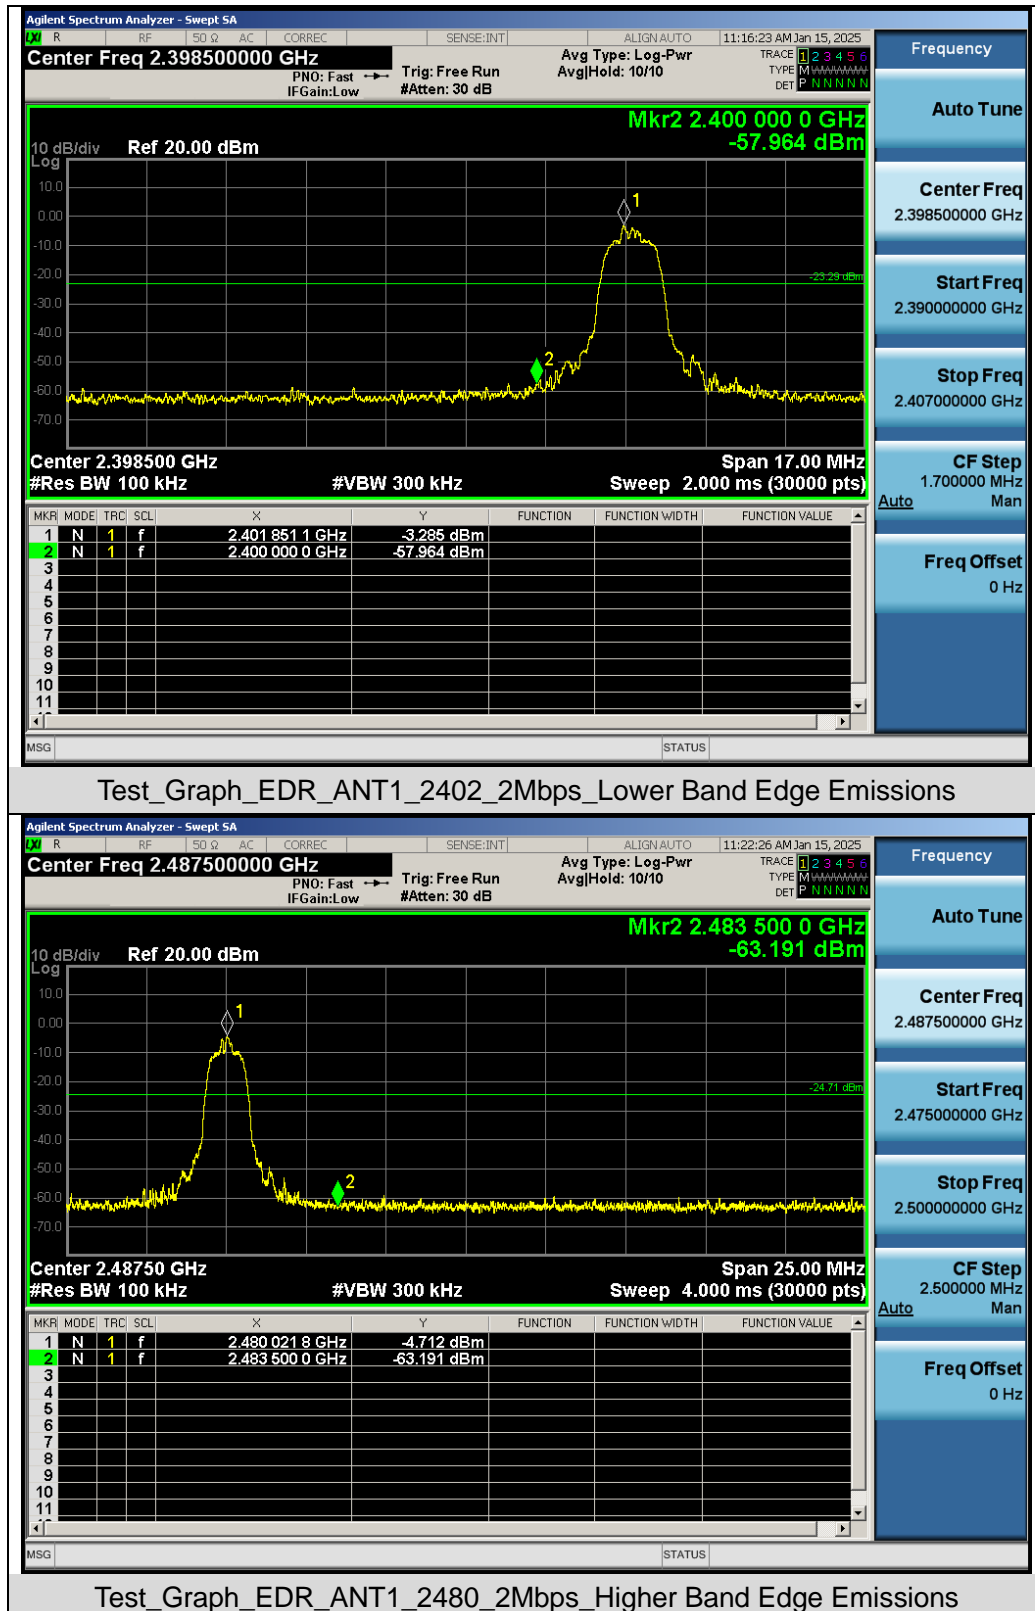 Agilent Spectrum Analyzer - Swept SA
LXI R RF 50 Ω AC CORREC SENSE:INT ALIGN AUTO 11:16:23 AM Jan 15, 2025
Center Freq 2.398500000 GHz Avg Type: Log-Pwr TRACE 1 2 3 4 5 6
PNO: Fast Trig: Free Run Avg|Hold: 10/10 TYPE M WWWWW
IFGain:Low #Atten: 30 dB DET P N N N N N
Mkr2 2.400 000 0 GHz
-57.964 dBm
10 dB/div Ref 20.00 dBm
Log
10.0
0.00
-10.0
-20.0
-30.0
-40.0
-50.0
-60.0
-70.0
1
-23.29 dBm
2
Center 2.398500 GHz Span 17.00 MHz
#Res BW 100 kHz #VBW 300 kHz Sweep 2.000 ms (30000 pts)
MKR MODE TRC SCL X Y FUNCTION FUNCTION WIDTH FUNCTION VALUE
1 N 1 f 2.401 851 1 GHz -3.285 dBm
2 N 1 f 2.400 000 0 GHz -57.964 dBm
3
4
5
6
7
8
9
10
11
MSG STATUS
Frequency
Auto Tune
Center Freq
2.398500000 GHz
Start Freq
2.390000000 GHz
Stop Freq
2.407000000 GHz
CF Step
1.700000 MHz
Auto Man
Freq Offset
0 Hz
Test_Graph_EDR_ANT1_2402_2Mbps_Lower Band Edge Emissions
Agilent Spectrum Analyzer - Swept SA
LXI R RF 50 Ω AC CORREC SENSE:INT ALIGN AUTO 11:22:26 AM Jan 15, 2025
Center Freq 2.487500000 GHz Avg Type: Log-Pwr TRACE 1 2 3 4 5 6
PNO: Fast Trig: Free Run Avg|Hold: 10/10 TYPE M WWWWW
IFGain:Low #Atten: 30 dB DET P N N N N N
Mkr2 2.483 500 0 GHz
-63.191 dBm
10 dB/div Ref 20.00 dBm
Log
10.0
0.00
-10.0
-20.0
-30.0
-40.0
-50.0
-60.0
-70.0
1
-24.71 dBm
2
Center 2.48750 GHz Span 25.00 MHz
#Res BW 100 kHz #VBW 300 kHz Sweep 4.000 ms (30000 pts)
MKR MODE TRC SCL X Y FUNCTION FUNCTION WIDTH FUNCTION VALUE
1 N 1 f 2.480 021 8 GHz -4.712 dBm
2 N 1 f 2.483 500 0 GHz -63.191 dBm
3
4
5
6
7
8
9
10
11
MSG STATUS
Frequency
Auto Tune
Center Freq
2.487500000 GHz
Start Freq
2.475000000 GHz
Stop Freq
2.500000000 GHz
CF Step
2.500000 MHz
Auto Man
Freq Offset
0 Hz
Test_Graph_EDR_ANT1_2480_2Mbps_Higher Band Edge Emissions